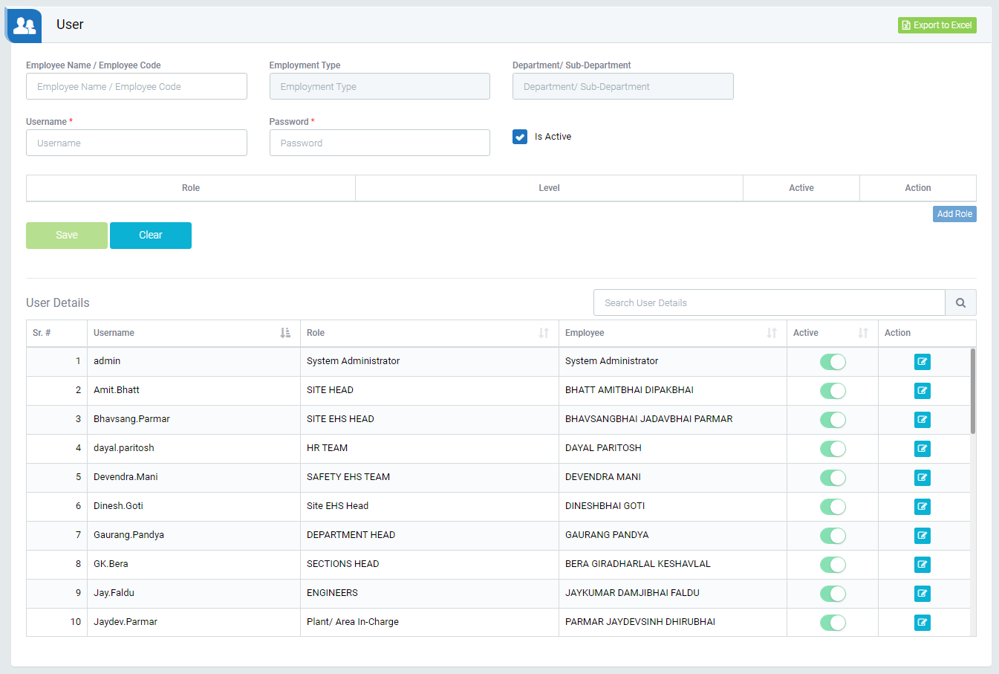 User
Export to Excel
Employee Name / Employee Code
Employment Type
Department/ Sub-Department
Employee Name / Employee Code
Employment Type
Department/ Sub-Department
Username *
Password *
Username
Password
Is Active
Role Level Active Action
Add Role
Save
Clear
User Details
Search User Details
Sr. # Username Role Employee Active Action
1 admin System Administrator System Administrator
2 Amit.Bhatt SITE HEAD BHATT AMITBHAI DIPAKBHAI
3 Bhavsang.Parmar SITE EHS HEAD BHAVSANGBHAI JADAVBHAI PARMAR
4 dayal.paritosh HR TEAM DAYAL PARITOSH
5 Devendra.Mani SAFETY EHS TEAM DEVENDRA MANI
6 Dinesh.Goti Site EHS Head DINESHBHAI GOTI
7 Gaurang.Pandya DEPARTMENT HEAD GAURANG PANDYA
8 GK.Bera SECTIONS HEAD BERA GIRADHARLAL KESHAVLAL
9 Jay.Faldu ENGINEERS JAYKUMAR DAMJIBHAI FALDU
10 Jaydev.Parmar Plant/ Area In-Charge PARMAR JAYDEVSINH DHIRUBHAI